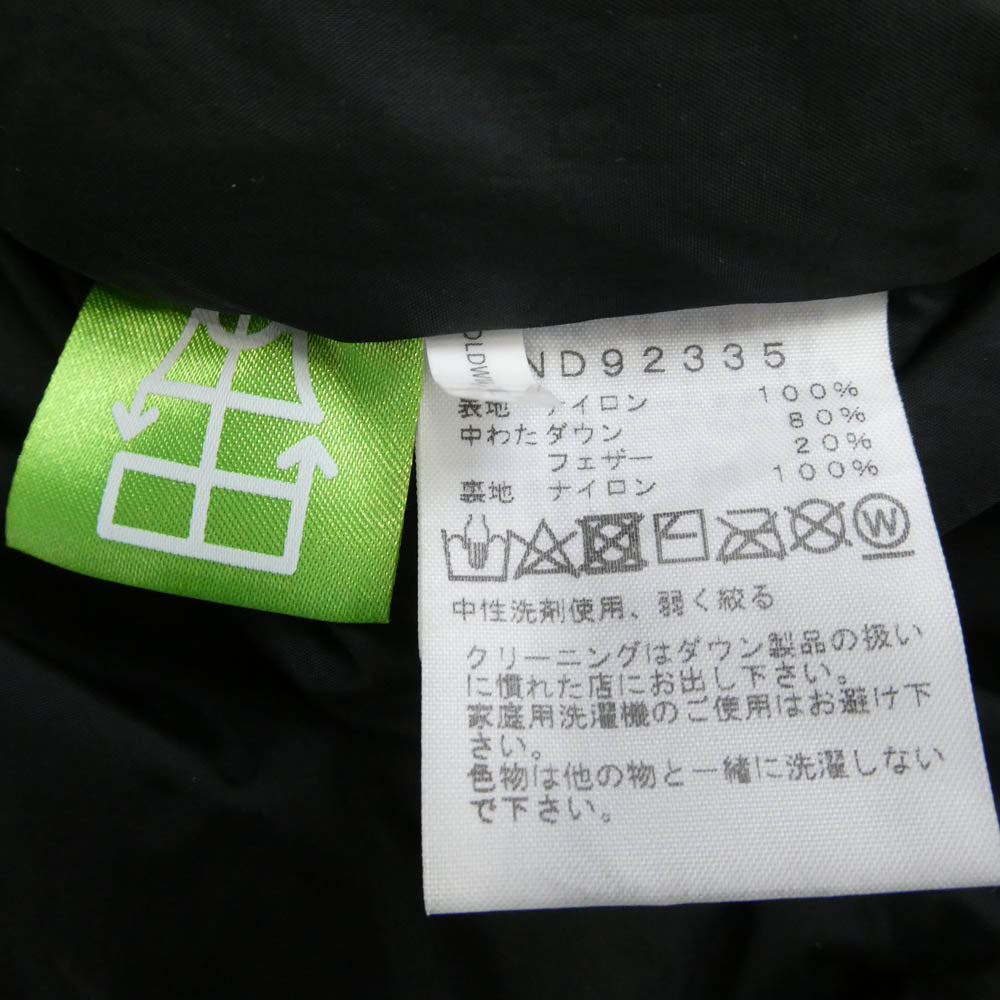 OLDWI
ND92335
表地 ナイロン 100%
中わた ダウン 80%
フェザー 20%
裏地 ナイロン 100%
W
中性洗剤使用、弱く絞る
クリーニングはダウン製品の扱い
に慣れた店にお出し下さい。
家庭用洗濯機のご使用はお避け下
さい。
色物は他の物と一緒に洗濯しない
で下さい。